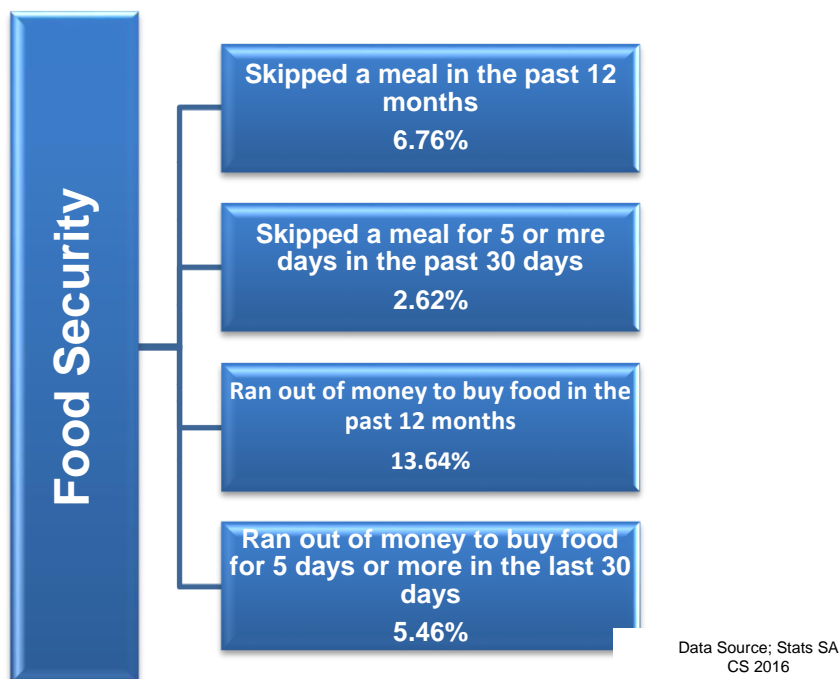 Food Security
Skipped a meal in the past 12
months
6.76%
Skipped a meal for 5 or mre
days in the past 30 days
2.62%
Ran out of money to buy food in the
past 12 months
13.64%
Ran out of money to buy food
for 5 days or more in the last 30
days
5.46%
Data Source; Stats SA
CS 2016